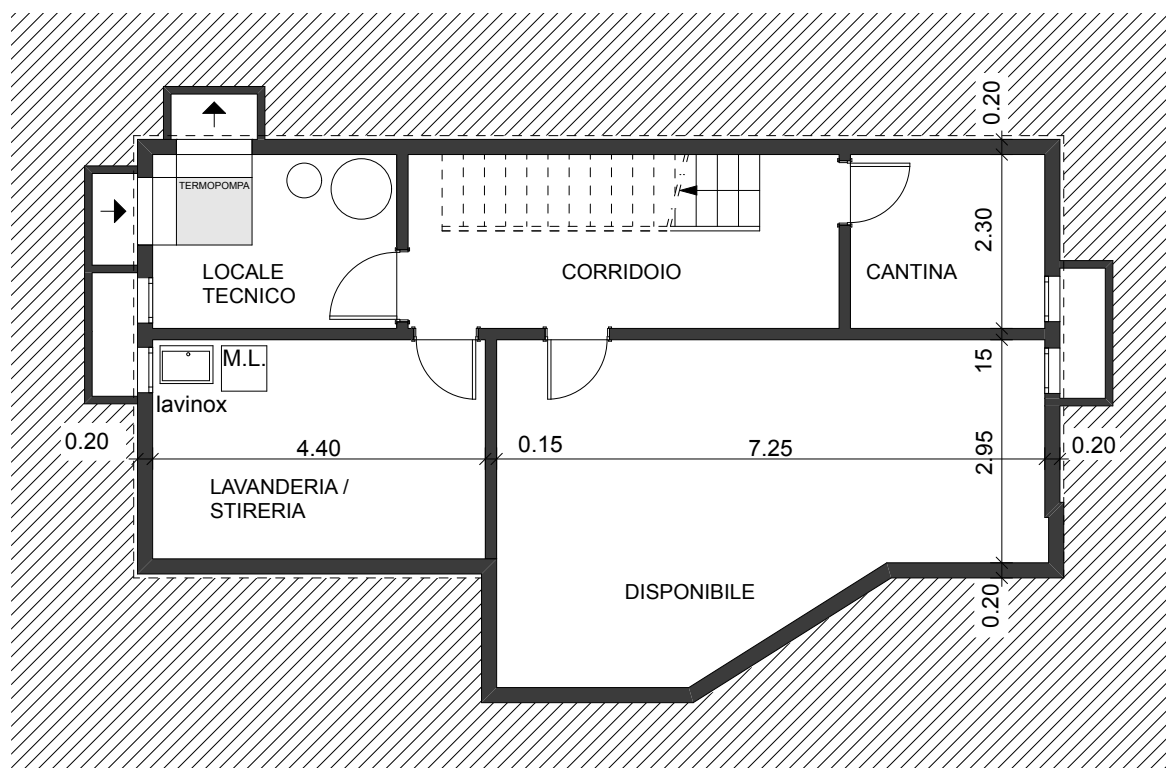 0.20
TERMOPOMPA
2.30
LOCALE
TECNICO
CORRIDOIO
CANTINA
M.L.
lavinox
15
0.20
4.40
0.15
7.25
2.95
0.20
LAVANDERIA /
STIRERIA
DISPONIBILE
0.20